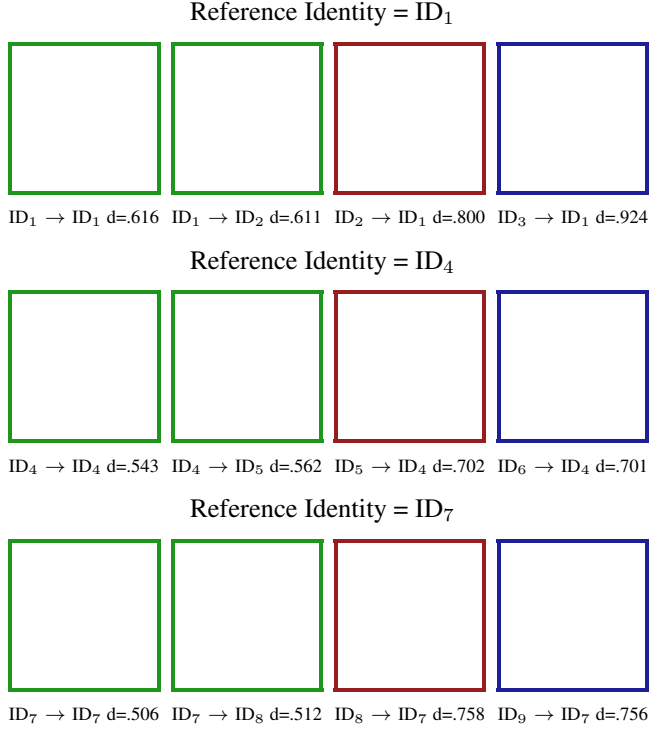 Reference Identity = ID₁
ID₁ → ID₁ d=.616 ID₁ → ID₂ d=.611 ID₂ → ID₁ d=.800 ID₃ → ID₁ d=.924
Reference Identity = ID₄
ID₄ → ID₄ d=.543 ID₄ → ID₅ d=.562 ID₅ → ID₄ d=.702 ID₆ → ID₄ d=.701
Reference Identity = ID₇
ID₇ → ID₇ d=.506 ID₇ → ID₈ d=.512 ID₈ → ID₇ d=.758 ID₉ → ID₇ d=.756